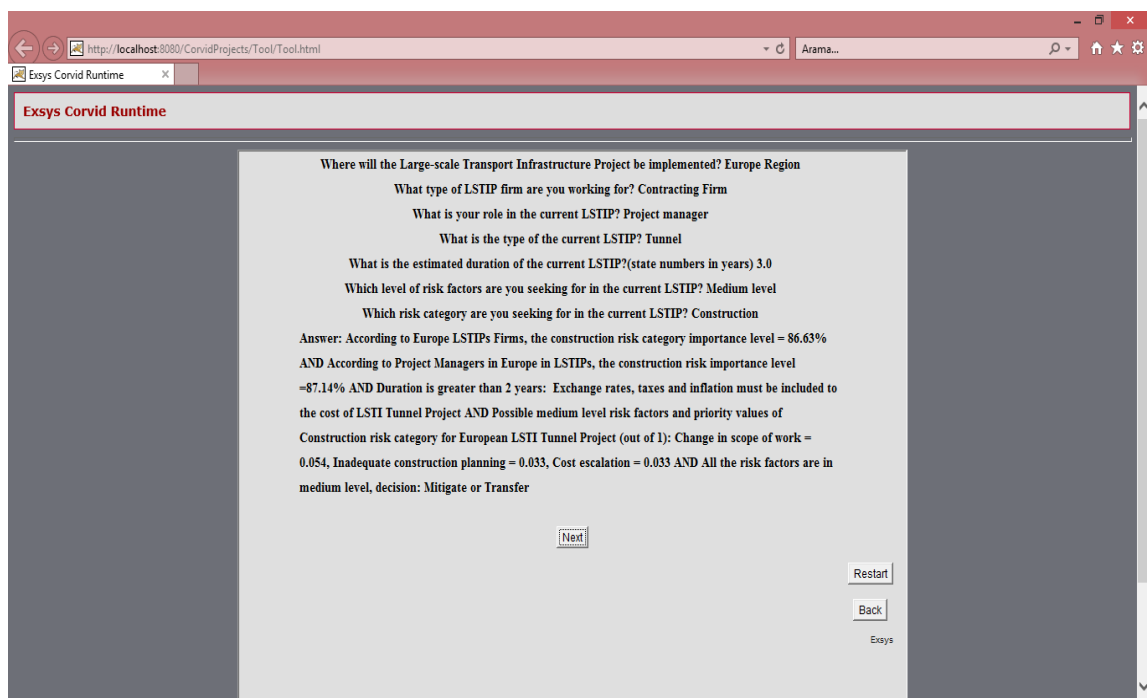 http://localhost:8080/CorvidProjects/Tool/Tool.html
Arama...
Exsys Corvid Runtime
Exsys Corvid Runtime
Where will the Large-scale Transport Infrastructure Project be implemented? Europe Region
What type of LSTIP firm are you working for? Contracting Firm
What is your role in the current LSTIP? Project manager
What is the type of the current LSTIP? Tunnel
What is the estimated duration of the current LSTIP?(state numbers in years) 3.0
Which level of risk factors are you seeking for in the current LSTIP? Medium level
Which risk category are you seeking for in the current LSTIP? Construction
Answer: According to Europe LSTIPs Firms, the construction risk category importance level = 86.63%
AND According to Project Managers in Europe in LSTIPs, the construction risk importance level
=87.14% AND Duration is greater than 2 years: Exchange rates, taxes and inflation must be included to
the cost of LSTI Tunnel Project AND Possible medium level risk factors and priority values of
Construction risk category for European LSTI Tunnel Project (out of 1): Change in scope of work =
0.054, Inadequate construction planning = 0.033, Cost escalation = 0.033 AND All the risk factors are in
medium level, decision: Mitigate or Transfer
Next
Restart
Back
Exsys